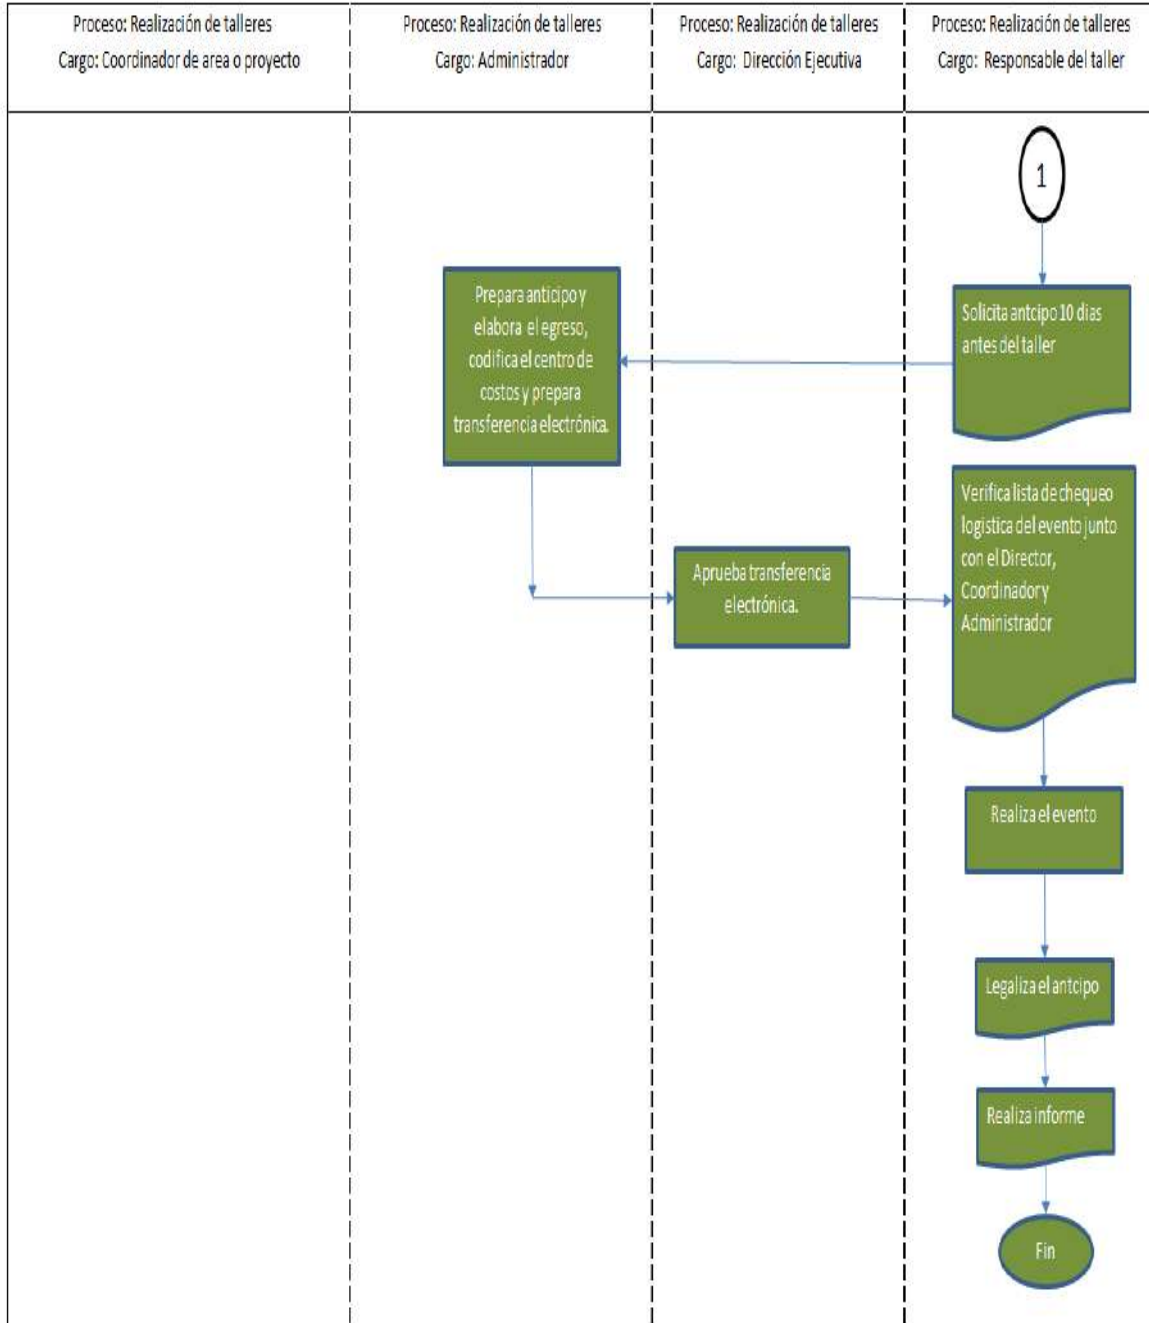 Proceso: Realización de talleres
Cargo: Coordinador de area o proyecto
Proceso: Realización de talleres
Cargo: Administrador
Proceso: Realización de talleres
Cargo: Dirección Ejecutiva
Proceso: Realización de talleres
Cargo: Responsable del taller
1
Solicita antcipo 10 dias
antes del taller
Prepara anticipo y
elabora el egreso,
codifica el centro de
costos y prepara
transferencia electrónica.
Aprueba transferencia
electrónica.
Verifica lista de chequeo
logistica del evento junto
con el Director,
Coordinador y
Administrador
Realiza el evento
Legaliza el antcipo
Realiza informe
Fin